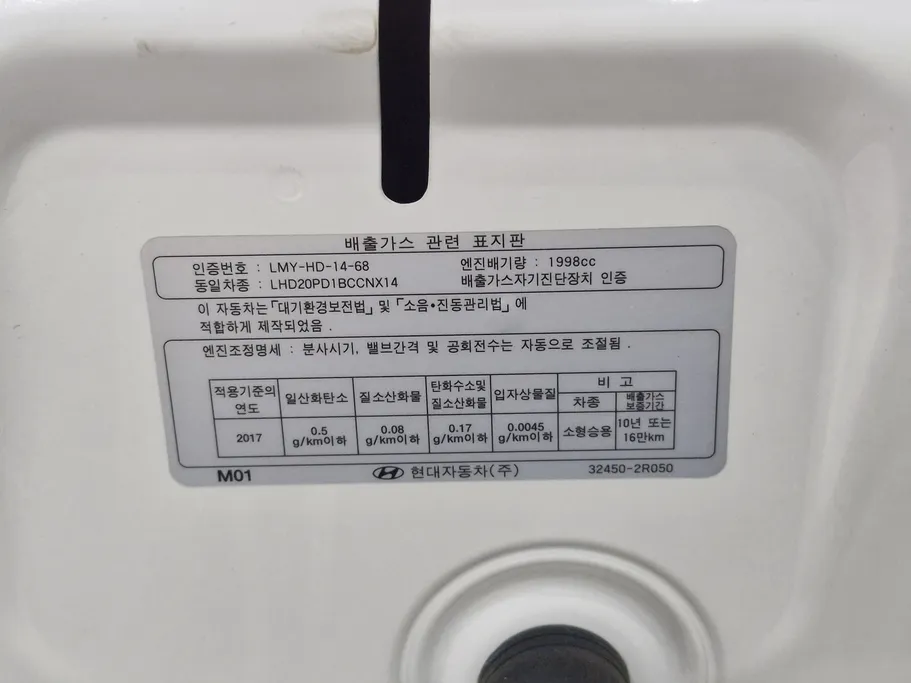 배출가스 관련 표지판
인증번호 : LMY-HD-14-68 엔진배기량 : 1998cc
동일차종 : LHD20PD1BCCNX14 배출가스자기진단장치 인증
이 자동차는「대기환경보전법」 및 「소음•진동관리법」에
적합하게 제작되었음 .
엔진조정명세 : 분사시기, 밸브간격 및 공회전수는 자동으로 조절됨 .
적용기준의 연도 일산화탄소 질소산화물 탄화수소및 질소산화물 입자상물질 비 고
차종 배출가스 보증기간
2017 0.5 g/km이하 0.08 g/km이하 0.17 g/km이하 0.0045 g/km이하 소형승용 10년 또는 16만km
M01 현대자동차(주) 32450-2R050